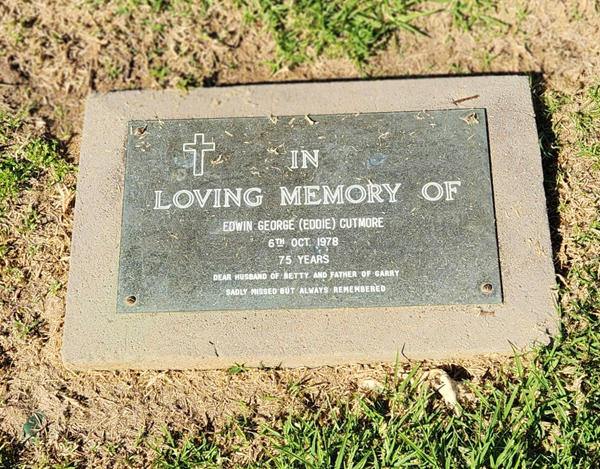 IN
LOVING MEMORY OF
EDWIN GEORGE (EDDIE) CUTMORE
6TH OCT. 1978
75 YEARS
DEAR HUSBAND OF BETTY AND FATHER OF GARRY
SADLY MISSED BUT ALWAYS REMEMBERED